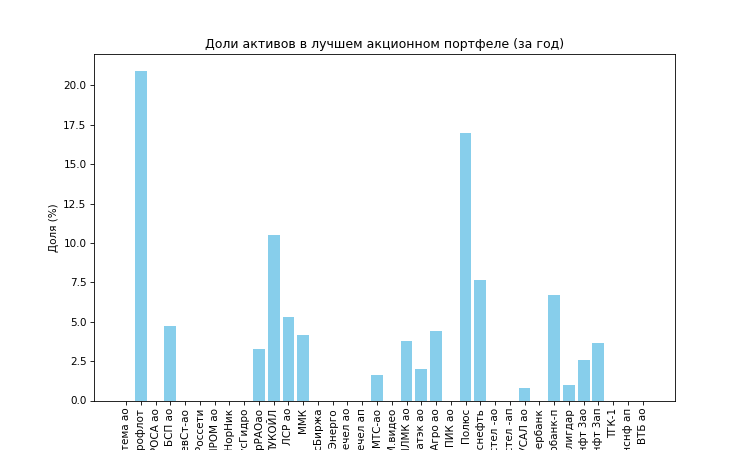 Доли активов в лучшем акционном портфеле (за год)
Доля (%)
20.0
17.5
15.0
12.5
10.0
7.5
5.0
2.5
0.0
тема ао
рофлот
РОСА ао
БСП ао
евСт-ао
Россети
ПРОМ ао
НорНик
сГидро
рРАОао
ЛУКОЙЛ
ЛСР ао
ММК
сБиржа
Энерго
ечел ао
ечел ап
МТС-ао
М.видео
НЛМК ао
атэк ао
Агро ао
ПИК ао
Полюс
снефть
стел -ао
стел -ап
УСАЛ ао
ербанк
рбанк-п
лигдар
нфт 3ао
нфт 3ап
ТГК-1
нснф ап
ВТБ ао